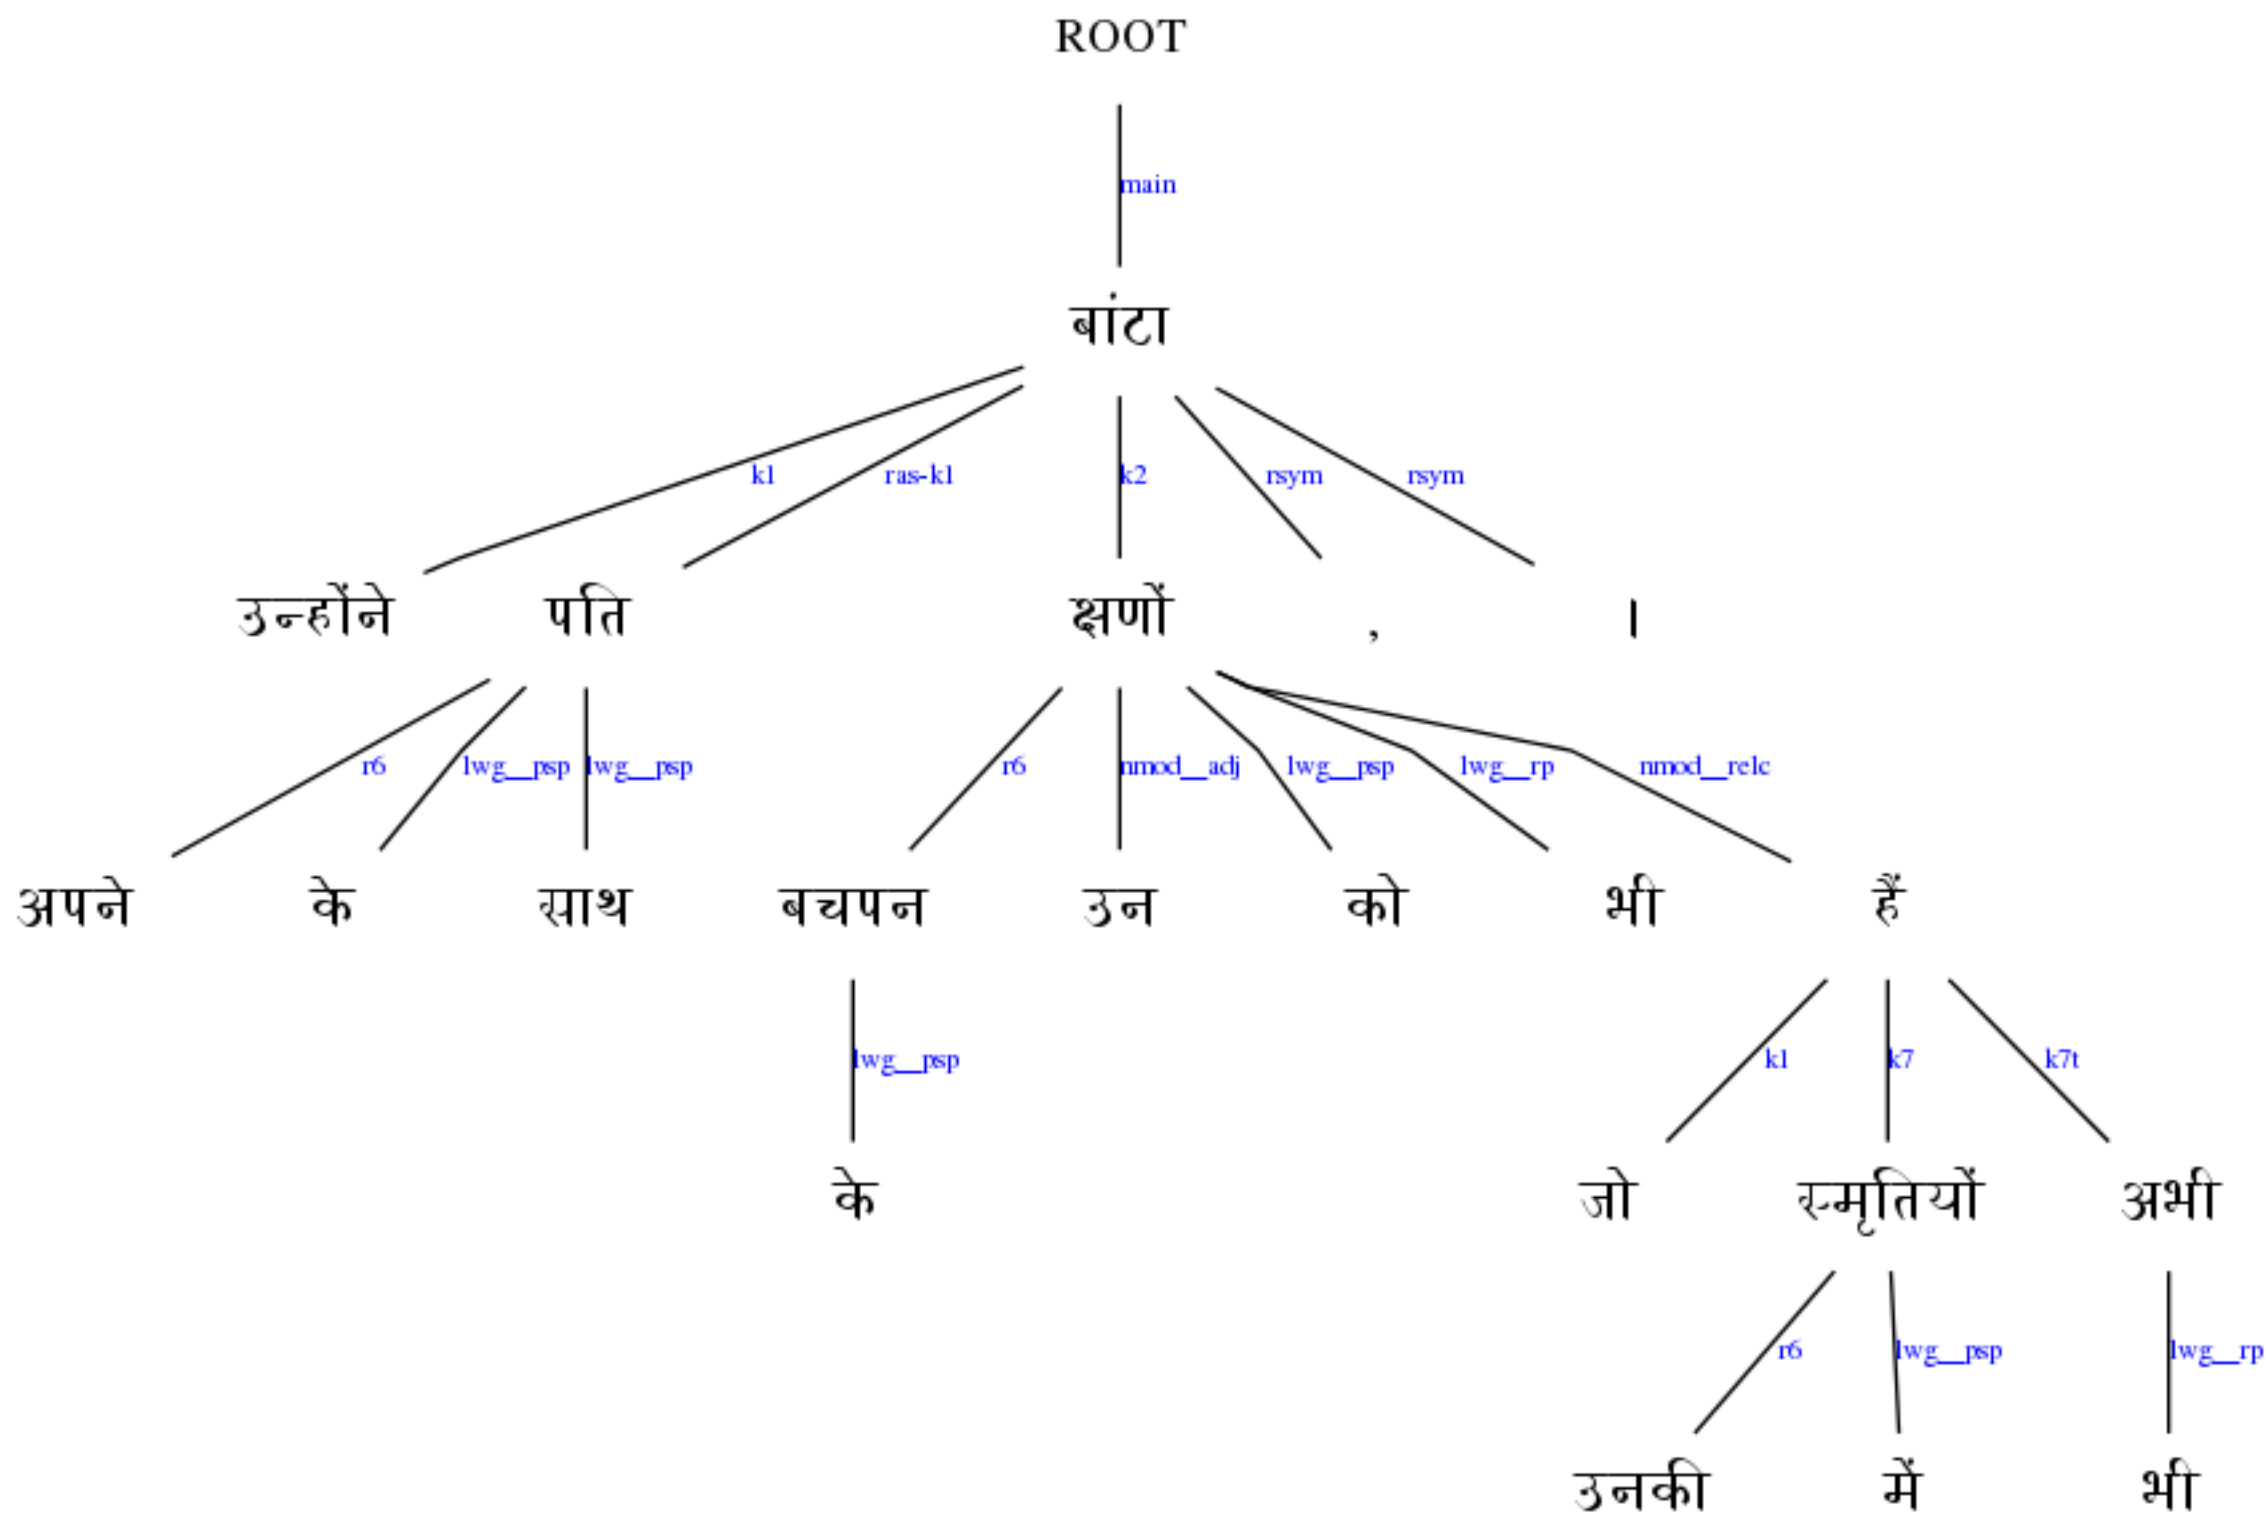 ROOT
main
बांटा
k1 ras-k1 k2 rsym rsym
उन्होंने पति क्षणों , ।
r6 lwg__psp lwg__psp r6 nmod__adj lwg__psp lwg__rp nmod__relc
अपने के साथ बचपन उन को भी हैं
lwg__psp k1 k7 k7t
के जो स्मृतियों अभी
r6 lwg__psp lwg__rp
उनकी में भी